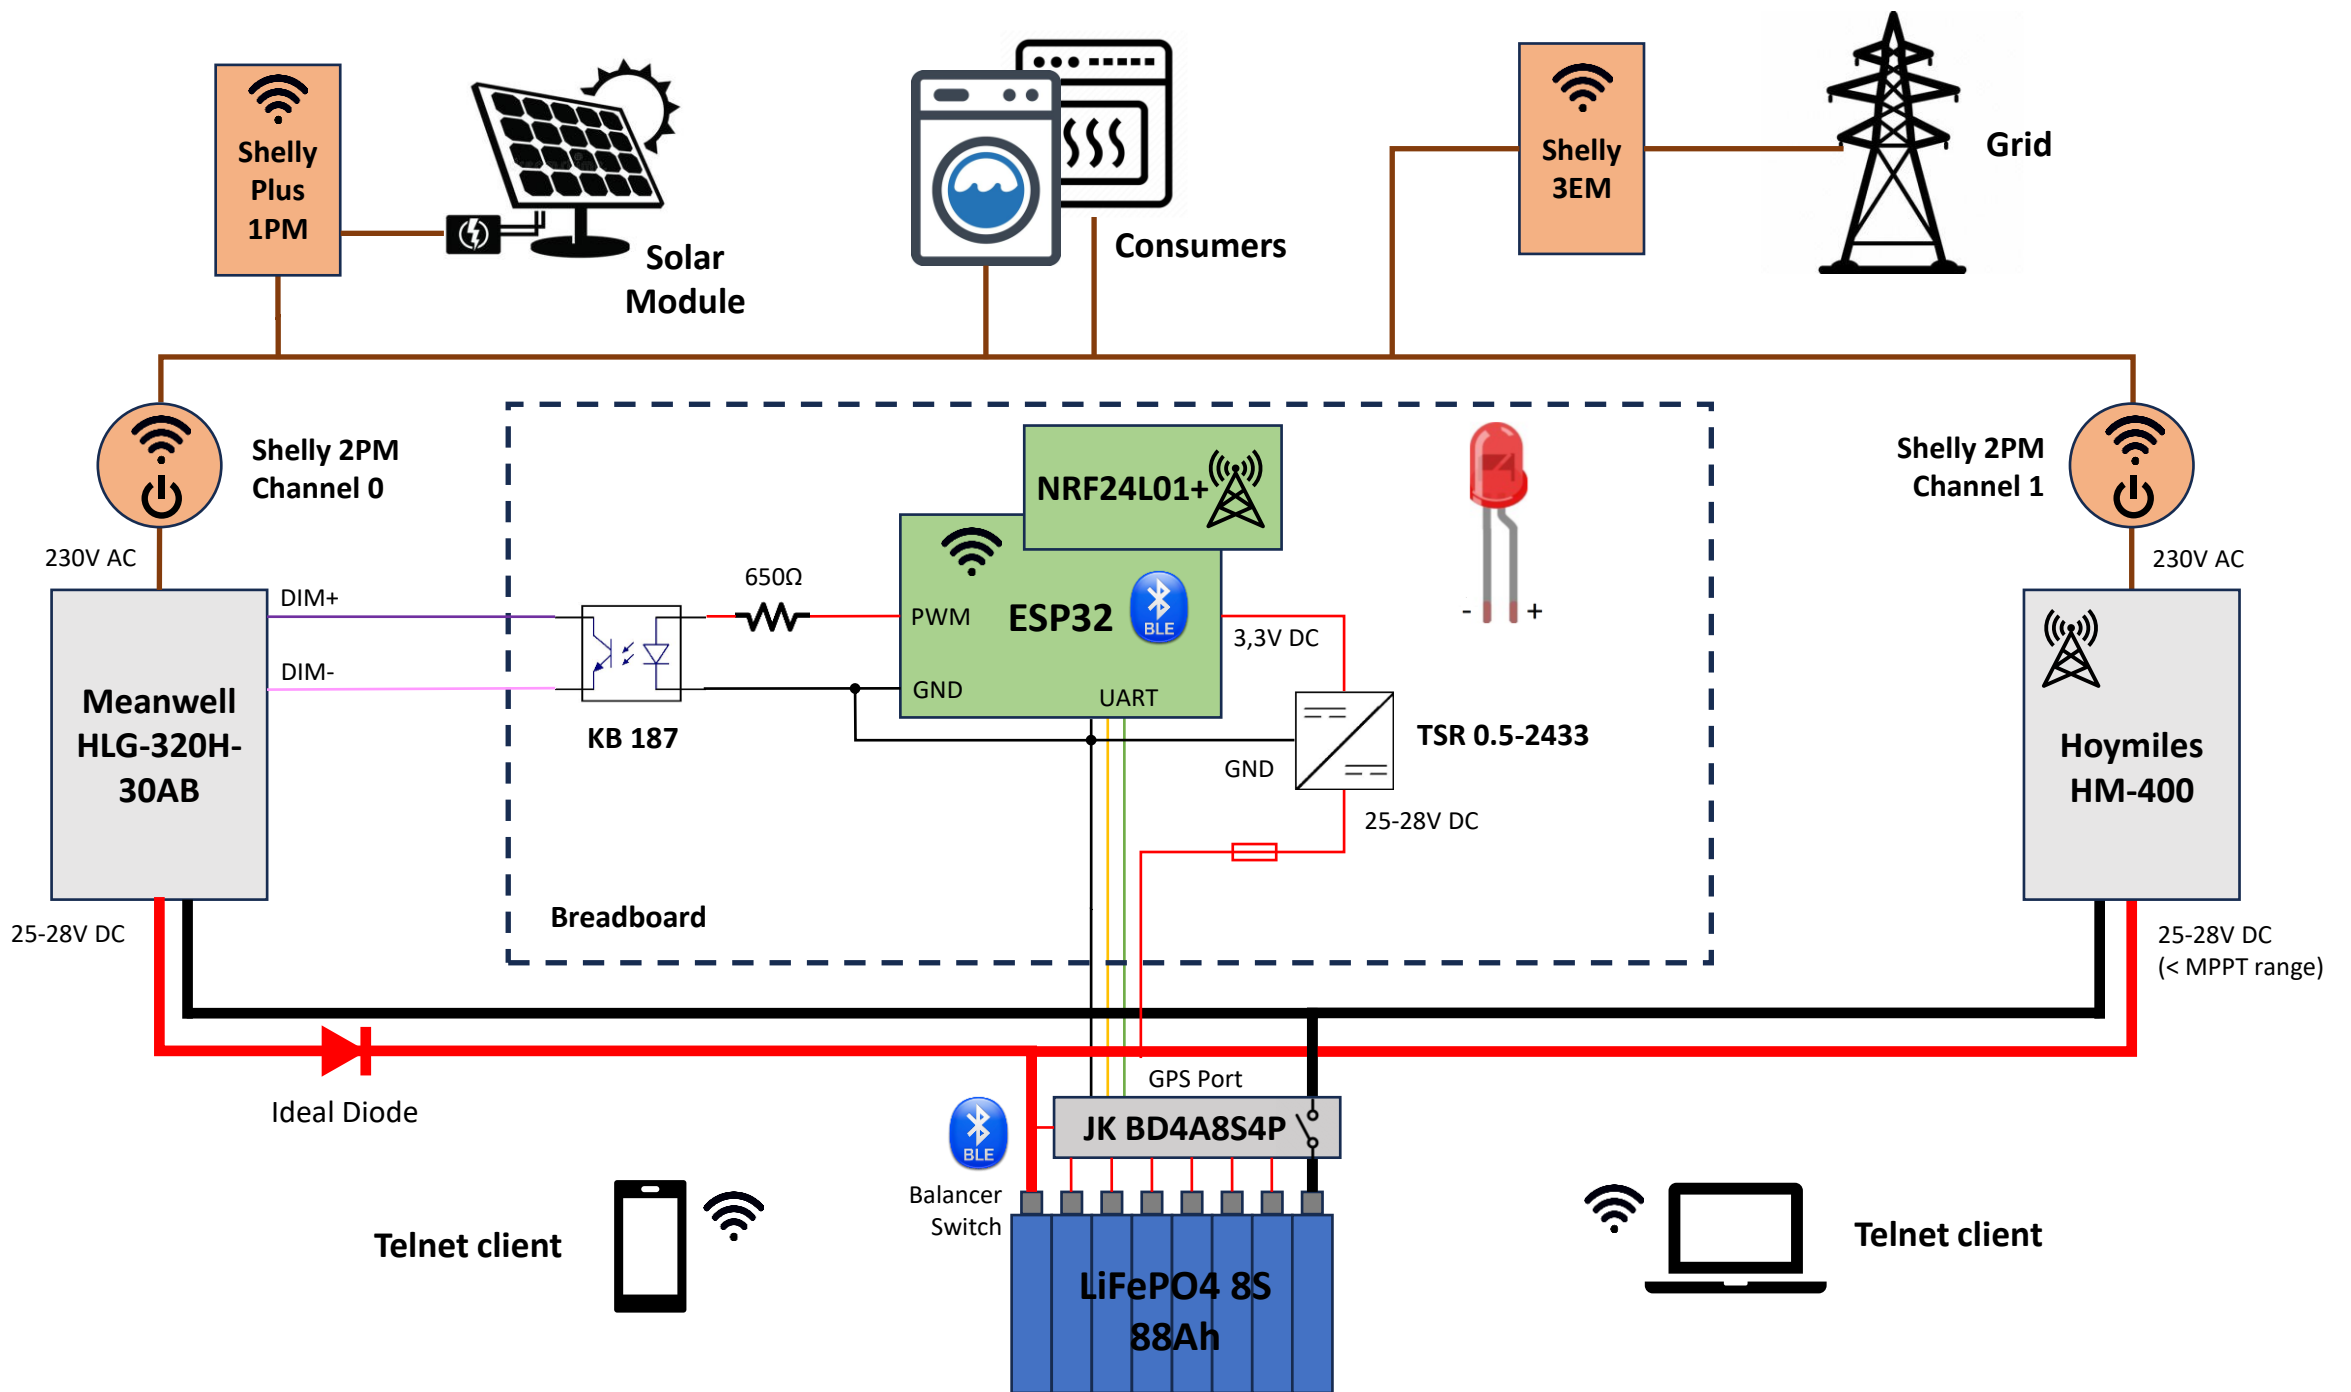 Shelly
Plus
1PM
Solar
Module
Consumers
Shelly
3EM
Grid
Shelly 2PM
Channel 0
230V AC
NRF24L01+
Shelly 2PM
Channel 1
230V AC
DIM+
DIM-
650Ω
PWM
ESP32
BLE
3,3V DC
- +
GND
UART
Meanwell
HLG-320H-
30AB
KB 187
TSR 0.5-2433
GND
25-28V DC
Hoymiles
HM-400
Breadboard
25-28V DC
25-28V DC
(< MPPT range)
Ideal Diode
GPS Port
BLE
JK BD4A8S4P
Balancer
Switch
Telnet client
Telnet client
LiFePO4 8S
88Ah